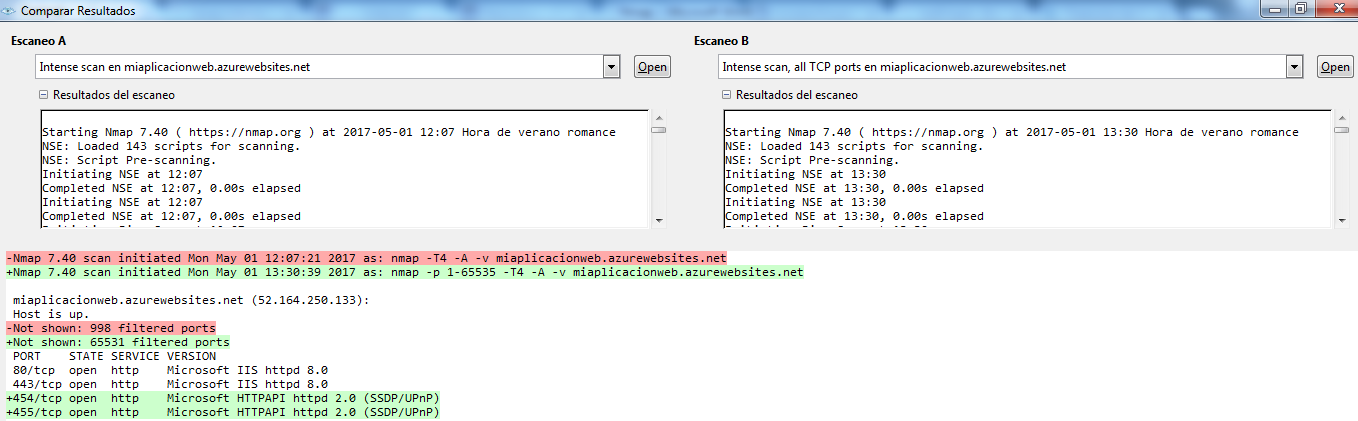 Comparar Resultados
Escaneo A
Escaneo B
Intense scan en miaplicacionweb.azurewebsites.net
Open
Intense scan, all TCP ports en miaplicacionweb.azurewebsites.net
Open
Resultados del escaneo
Resultados del escaneo
Starting Nmap 7.40 ( https://nmap.org ) at 2017-05-01 12:07 Hora de verano romance
NSE: Loaded 143 scripts for scanning.
NSE: Script Pre-scanning.
Initiating NSE at 12:07
Completed NSE at 12:07, 0.00s elapsed
Initiating NSE at 12:07
Completed NSE at 12:07, 0.00s elapsed
Starting Nmap 7.40 ( https://nmap.org ) at 2017-05-01 13:30 Hora de verano romance
NSE: Loaded 143 scripts for scanning.
NSE: Script Pre-scanning.
Initiating NSE at 13:30
Completed NSE at 13:30, 0.00s elapsed
Initiating NSE at 13:30
Completed NSE at 13:30, 0.00s elapsed
-Nmap 7.40 scan initiated Mon May 01 12:07:21 2017 as: nmap -T4 -A -v miaplicacionweb.azurewebsites.net
+Nmap 7.40 scan initiated Mon May 01 13:30:39 2017 as: nmap -p 1-65535 -T4 -A -v miaplicacionweb.azurewebsites.net
miaplicacionweb.azurewebsites.net (52.164.250.133):
Host is up.
-Not shown: 998 filtered ports
+Not shown: 65531 filtered ports
PORT STATE SERVICE VERSION
80/tcp open http Microsoft IIS httpd 8.0
443/tcp open http Microsoft IIS httpd 8.0
+454/tcp open http Microsoft HTTPAPI httpd 2.0 (SSDP/UPnP)
+455/tcp open http Microsoft HTTPAPI httpd 2.0 (SSDP/UPnP)